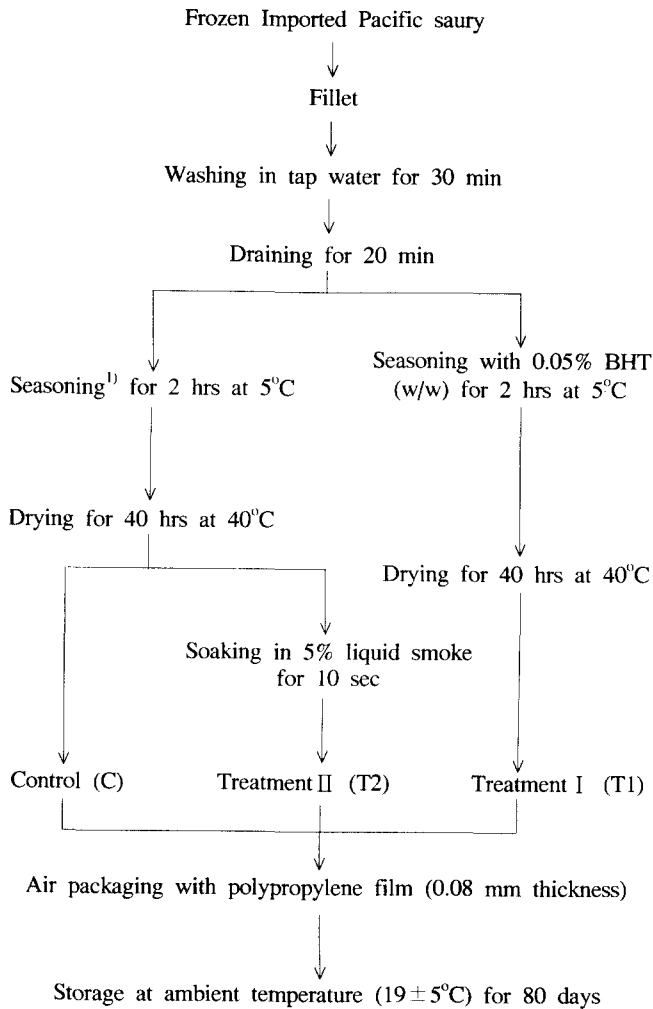 Frozen Imported Pacific saury
Fillet
Washing in tap water for 30 min
Draining for 20 min
Seasoning¹⁾ for 2 hrs at 5°C
Seasoning with 0.05% BHT
(w/w) for 2 hrs at 5°C
Drying for 40 hrs at 40°C
Drying for 40 hrs at 40°C
Soaking in 5% liquid smoke
for 10 sec
Control (C)
Treatment Ⅱ (T2)
Treatment Ⅰ (T1)
Air packaging with polypropylene film (0.08 mm thickness)
Storage at ambient temperature (19±5°C) for 80 days